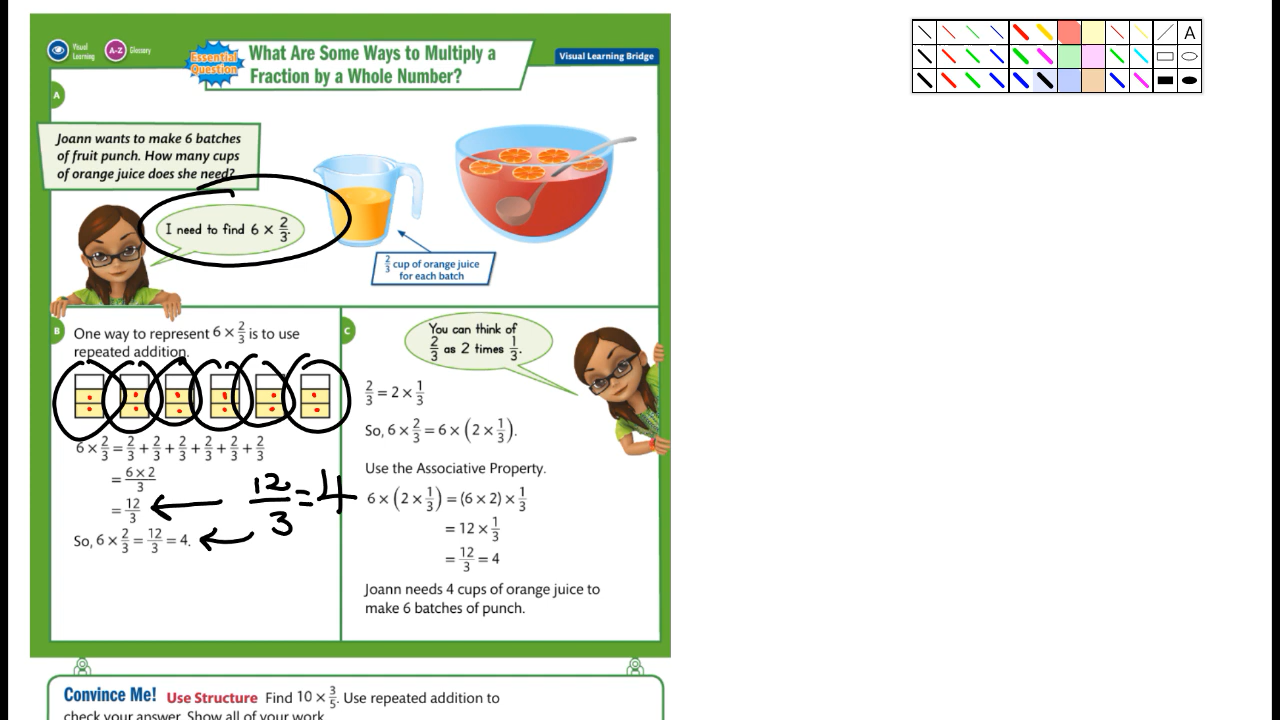 Visual
Learning
A-Z Glossary
Essential
Question
What Are Some Ways to Multiply a
Fraction by a Whole Number?
Visual Learning Bridge
A
Joann wants to make 6 batches
of fruit punch. How many cups
of orange juice does she need?
I need to find 6 × 2/3.
2/3 cup of orange juice
for each batch
B
One way to represent 6 × 2/3 is to use
repeated addition.
6 × 2/3 = 2/3 + 2/3 + 2/3 + 2/3 + 2/3 + 2/3
= 6 × 2/3
= 12/3
12/3 = 4
So, 6 × 2/3 = 12/3 = 4.
C
You can think of
2/3 as 2 times 1/3.
2/3 = 2 × 1/3
So, 6 × 2/3 = 6 × (2 × 1/3).
Use the Associative Property.
6 × (2 × 1/3) = (6 × 2) × 1/3
= 12 × 1/3
= 12/3 = 4
Joann needs 4 cups of orange juice to
make 6 batches of punch.
Convince Me! Use Structure Find 10 × 3/5. Use repeated addition to
check your answer. Show all of your work.
A